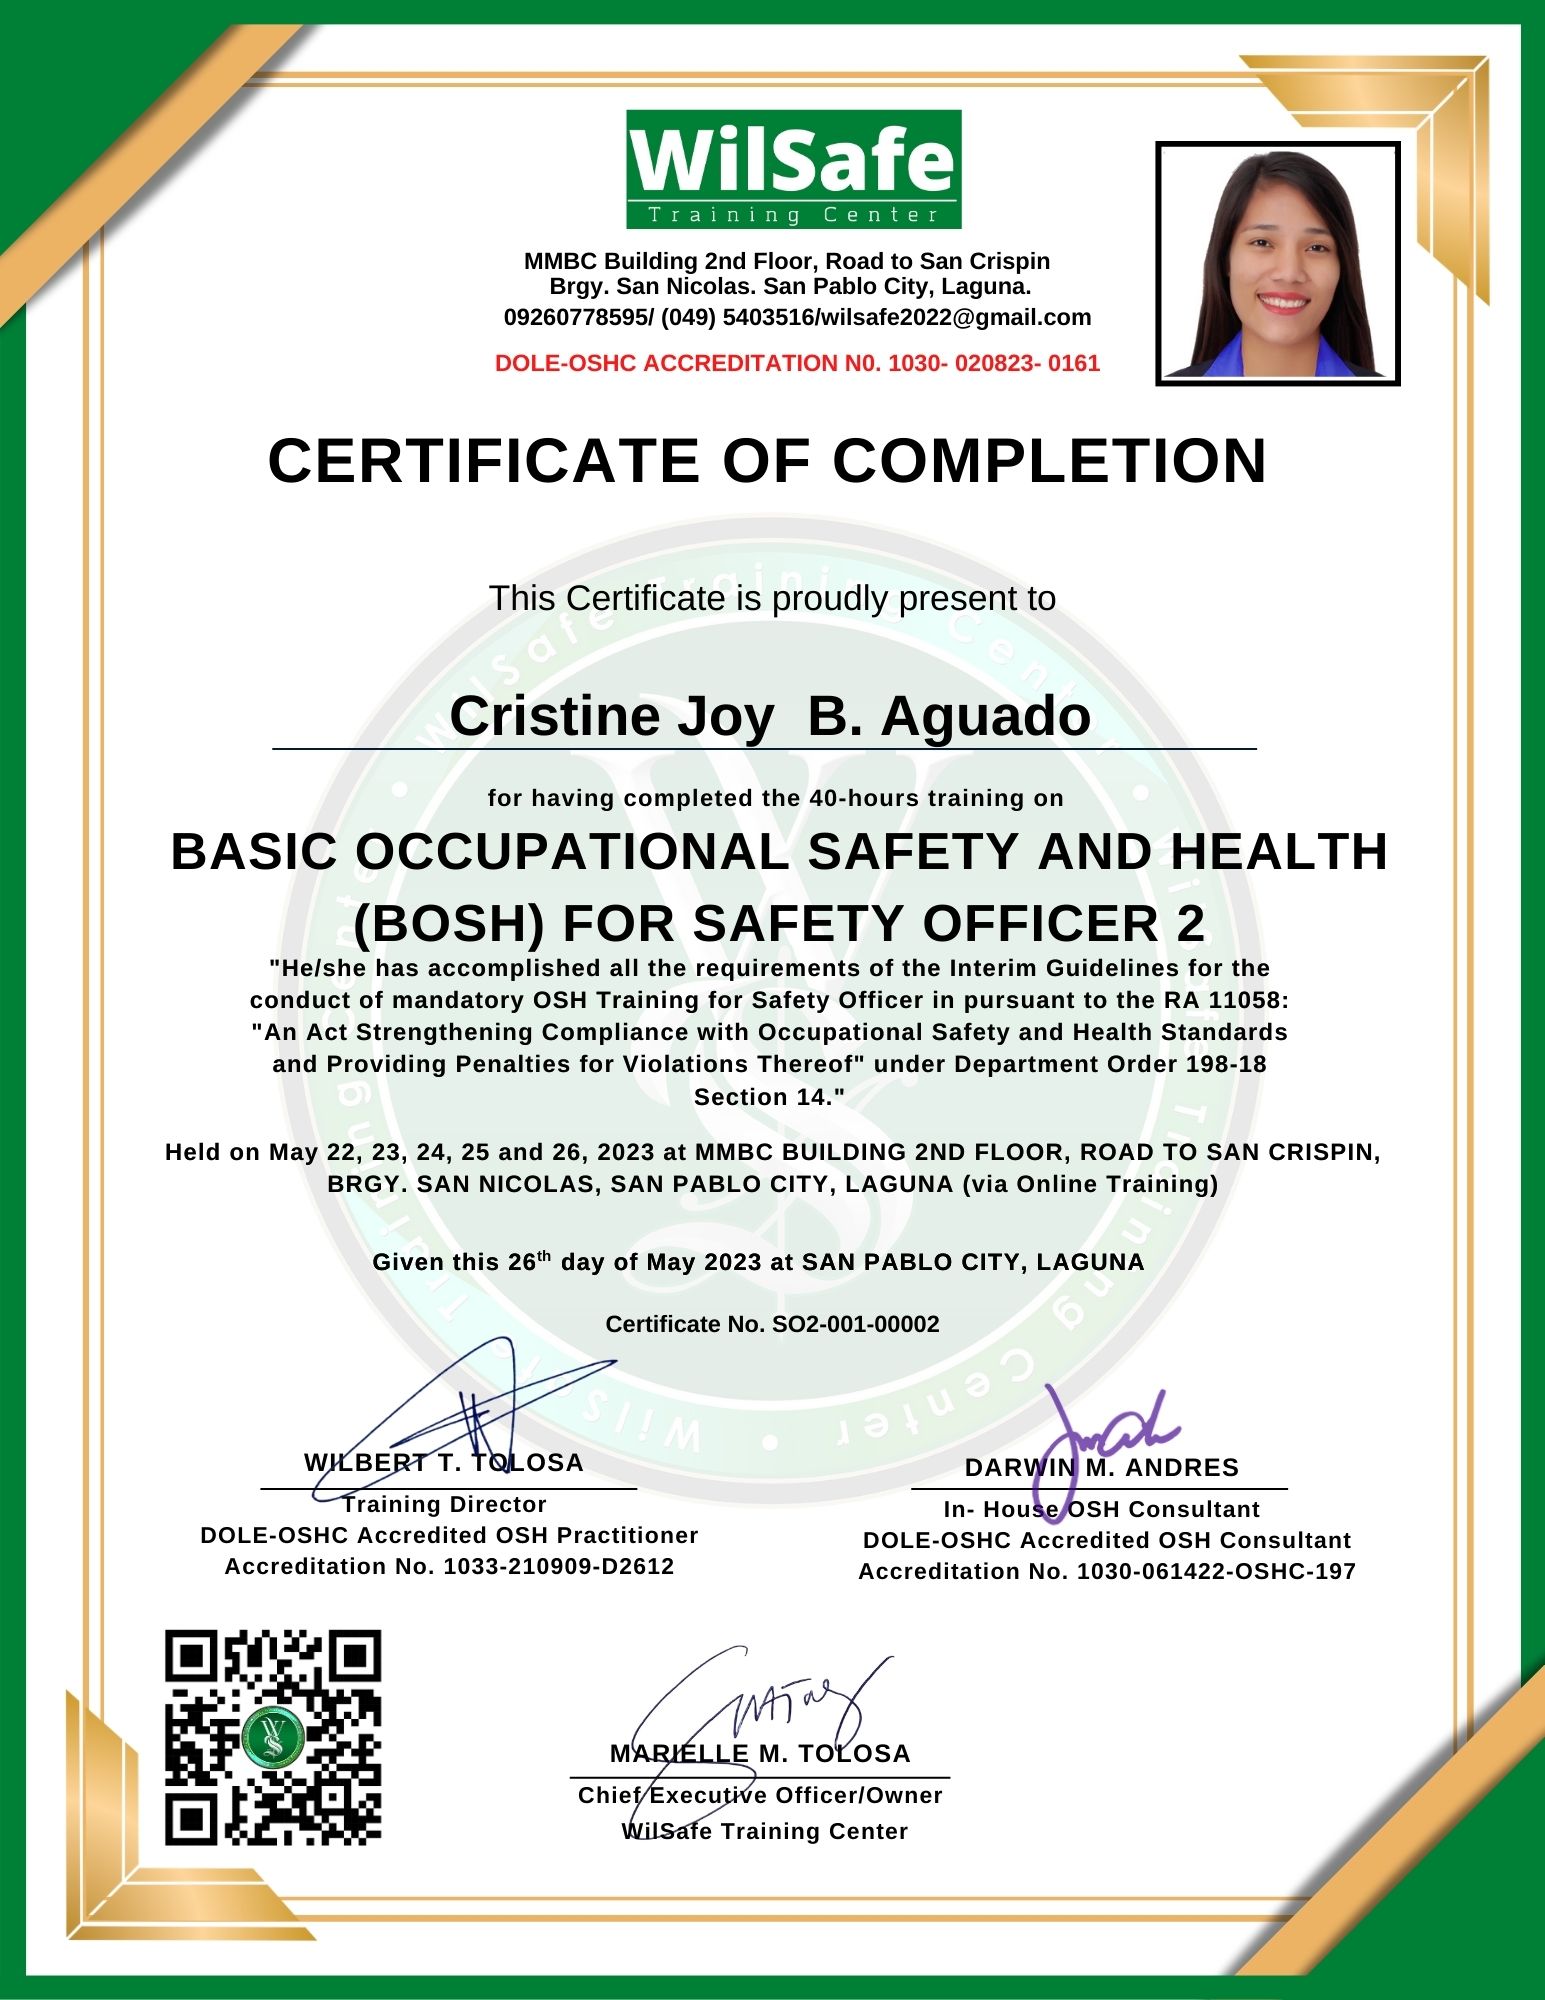 WilSafe
Training Center
MMBC Building 2nd Floor, Road to San Crispin
Brgy. San Nicolas. San Pablo City, Laguna.
09260778595/ (049) 5403516/wilsafe2022@gmail.com
DOLE-OSHC ACCREDITATION N0. 1030- 020823- 0161
CERTIFICATE OF COMPLETION
This Certificate is proudly present to
Cristine Joy  B. Aguado
for having completed the 40-hours training on
BASIC OCCUPATIONAL SAFETY AND HEALTH
(BOSH) FOR SAFETY OFFICER 2
"He/she has accomplished all the requirements of the Interim Guidelines for the
conduct of mandatory OSH Training for Safety Officer in pursuant to the RA 11058:
"An Act Strengthening Compliance with Occupational Safety and Health Standards
and Providing Penalties for Violations Thereof" under Department Order 198-18
Section 14."
Held on May 22, 23, 24, 25 and 26, 2023 at MMBC BUILDING 2ND FLOOR, ROAD TO SAN CRISPIN,
BRGY. SAN NICOLAS, SAN PABLO CITY, LAGUNA (via Online Training)
Given this 26th day of May 2023 at SAN PABLO CITY, LAGUNA
Certificate No. SO2-001-00002
WILBERT T. TOLOSA
Training Director
DOLE-OSHC Accredited OSH Practitioner
Accreditation No. 1033-210909-D2612
DARWIN M. ANDRES
In- House OSH Consultant
DOLE-OSHC Accredited OSH Consultant
Accreditation No. 1030-061422-OSHC-197
MARIELLE M. TOLOSA
Chief Executive Officer/Owner
WilSafe Training Center
WilSafe Training Center • WilSafe Training Center • WilSafe Training Center •